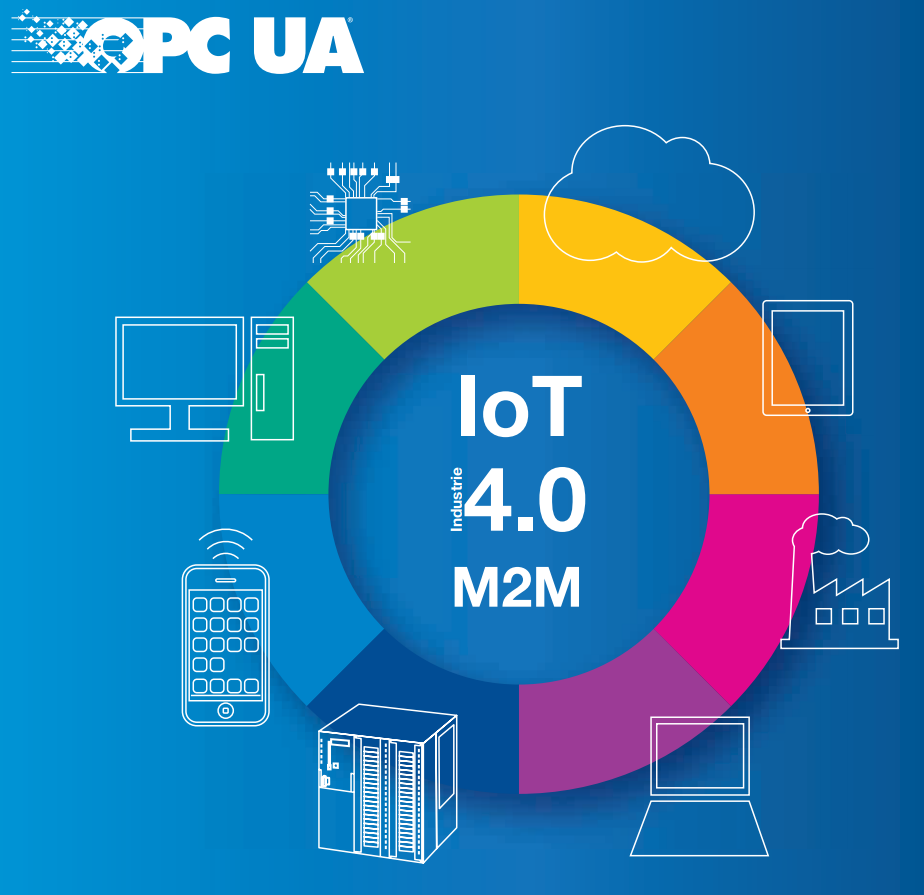 OPC UA
IoT
Industrie
4.0
M2M